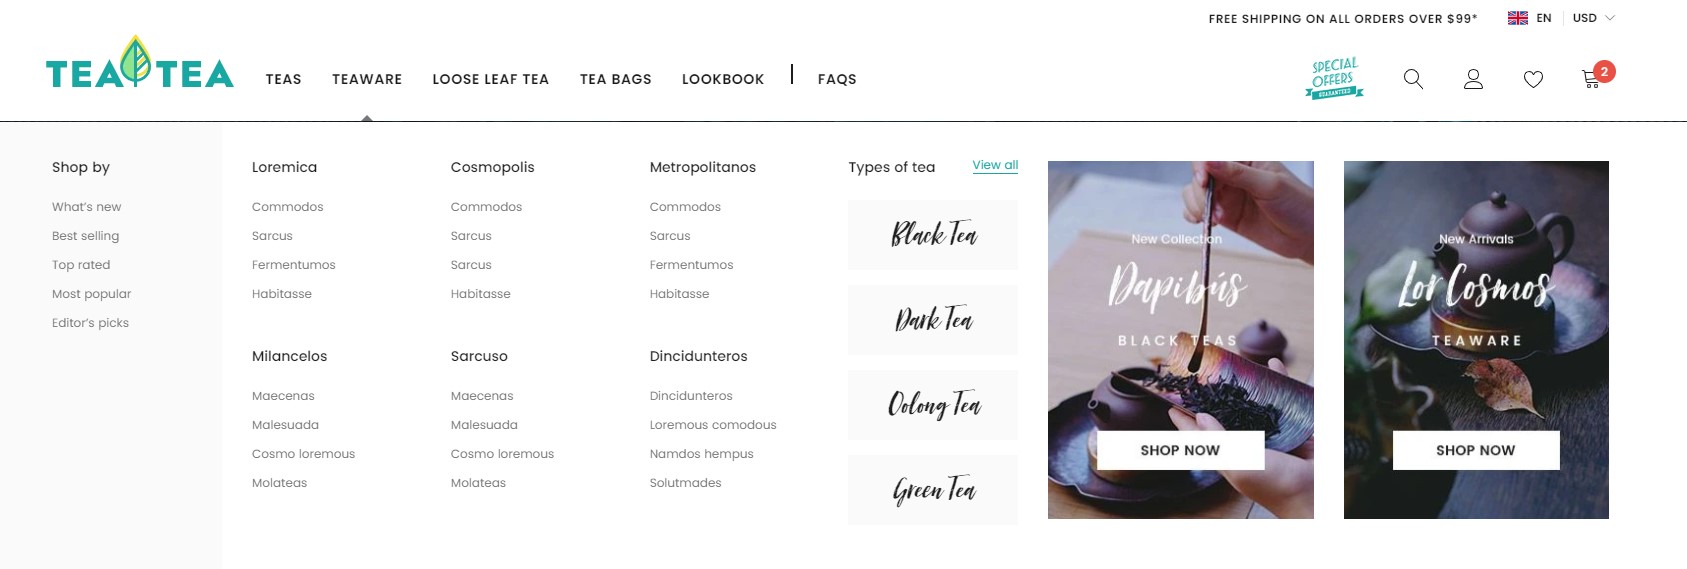 FREE SHIPPING ON ALL ORDERS OVER $99*
EN
USD
TEA TEA
TEAS
TEAWARE
LOOSE LEAF TEA
TEA BAGS
LOOKBOOK
FAQS
SPECIAL
OFFERS
GUARANTEED
2
Shop by
What's new
Best selling
Top rated
Most popular
Editor's picks
Loremica
Commodos
Sarcus
Fermentumos
Habitasse
Cosmopolis
Commodos
Sarcus
Sarcus
Habitasse
Metropolitanos
Commodos
Sarcus
Fermentumos
Habitasse
Milancelos
Maecenas
Malesuada
Cosmo loremous
Molateas
Sarcuso
Maecenas
Malesuada
Cosmo loremous
Molateas
Dincidunteros
Dincidunteros
Loremous comodous
Namdos hempus
Solutmades
Types of tea
View all
Black Tea
Dark Tea
Oolong Tea
Green Tea
New Collection
Dapibús
BLACK TEAS
SHOP NOW
New Arrivals
Lor Cosmos
TEAWARE
SHOP NOW